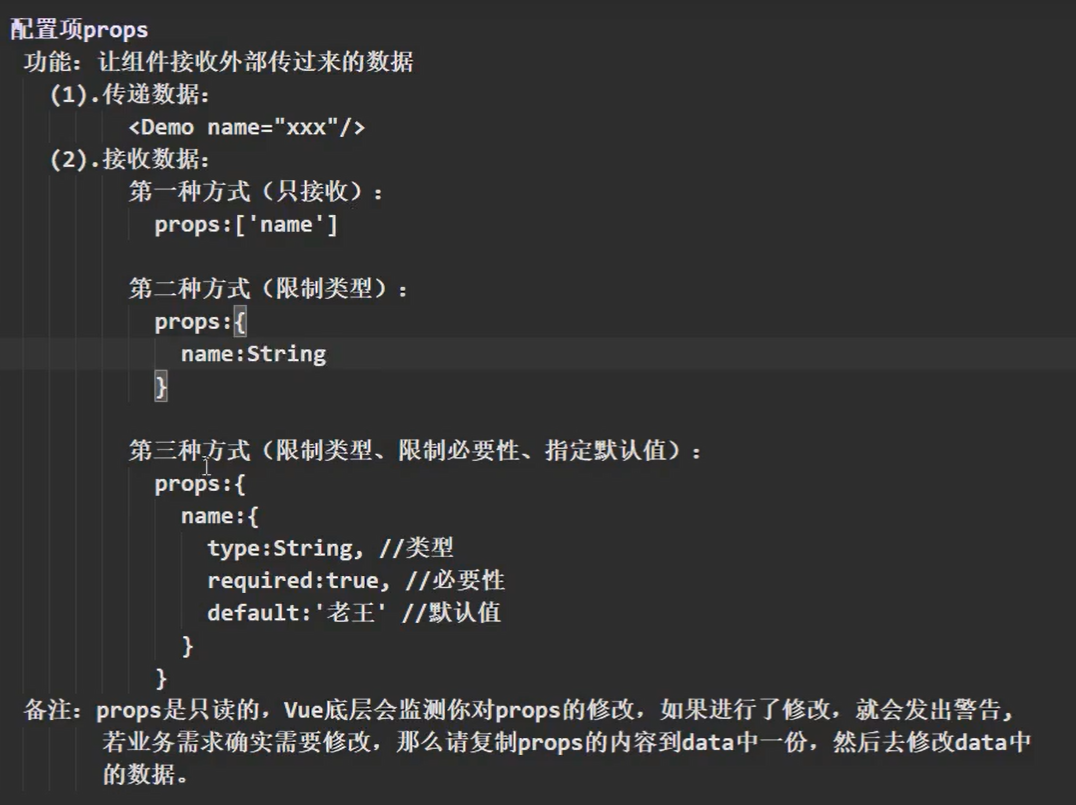 配置项props
功能：让组件接收外部传过来的数据
(1).传递数据：
<Demo name="xxx"/>
(2).接收数据：
第一种方式（只接收）：
props:['name']
第二种方式（限制类型）：
props:{
name:String
}
第三种方式（限制类型、限制必要性、指定默认值）：
props:{
name:{
type:String, //类型
required:true, //必要性
default:'老王' //默认值
}
}
备注：props是只读的，Vue底层会监测你对props的修改，如果进行了修改，就会发出警告，
若业务需求确实需要修改，那么请复制props的内容到data中一份，然后去修改data中
的数据。